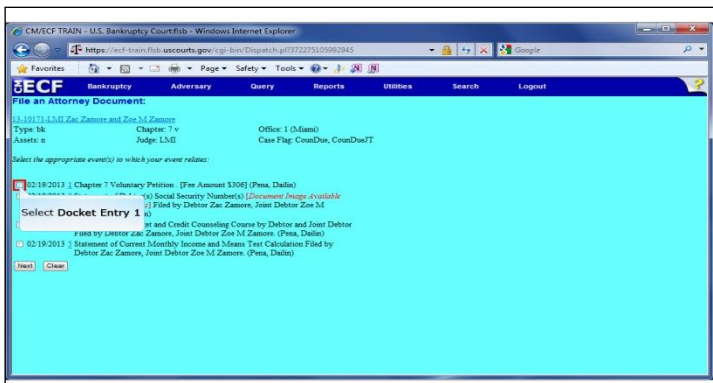 CM/ECF TRAIN - U.S. Bankruptcy Court:flsb - Windows Internet Explorer
https://ecf-train.flsb.uscourts.gov/cgi-bin/Dispatch.pl?372275105992945
Google
Favorites Page Safety Tools
ECF Bankruptcy Adversary Query Reports Utilities Search Logout ?
File an Attorney Document:
13-10171-LMI Zac Zamore and Zoe M Zamore
Type: bk Chapter: 7 v Office: 1 (Miami)
Assets: n Judge: LMI Case Flag: CounDue, CounDueJT
Select the appropriate event(s) to which your event relates:
02/19/2013 1 Chapter 7 Voluntary Petition . [Fee Amount $306] (Pena, Dailin)
(s) Social Security Number(s) [Document Image Available
Filed by Debtor Zac Zamore, Joint Debtor Zoe M
Select Docket Entry 1
and Credit Counseling Course by Debtor and Joint Debtor
Filed by Debtor Zac Zamore, Joint Debtor Zoe M Zamore. (Pena, Dailin)
02/19/2013 Statement of Current Monthly Income and Means Test Calculation Filed by
Debtor Zac Zamore, Joint Debtor Zoe M Zamore. (Pena, Dailin)
Next Clear